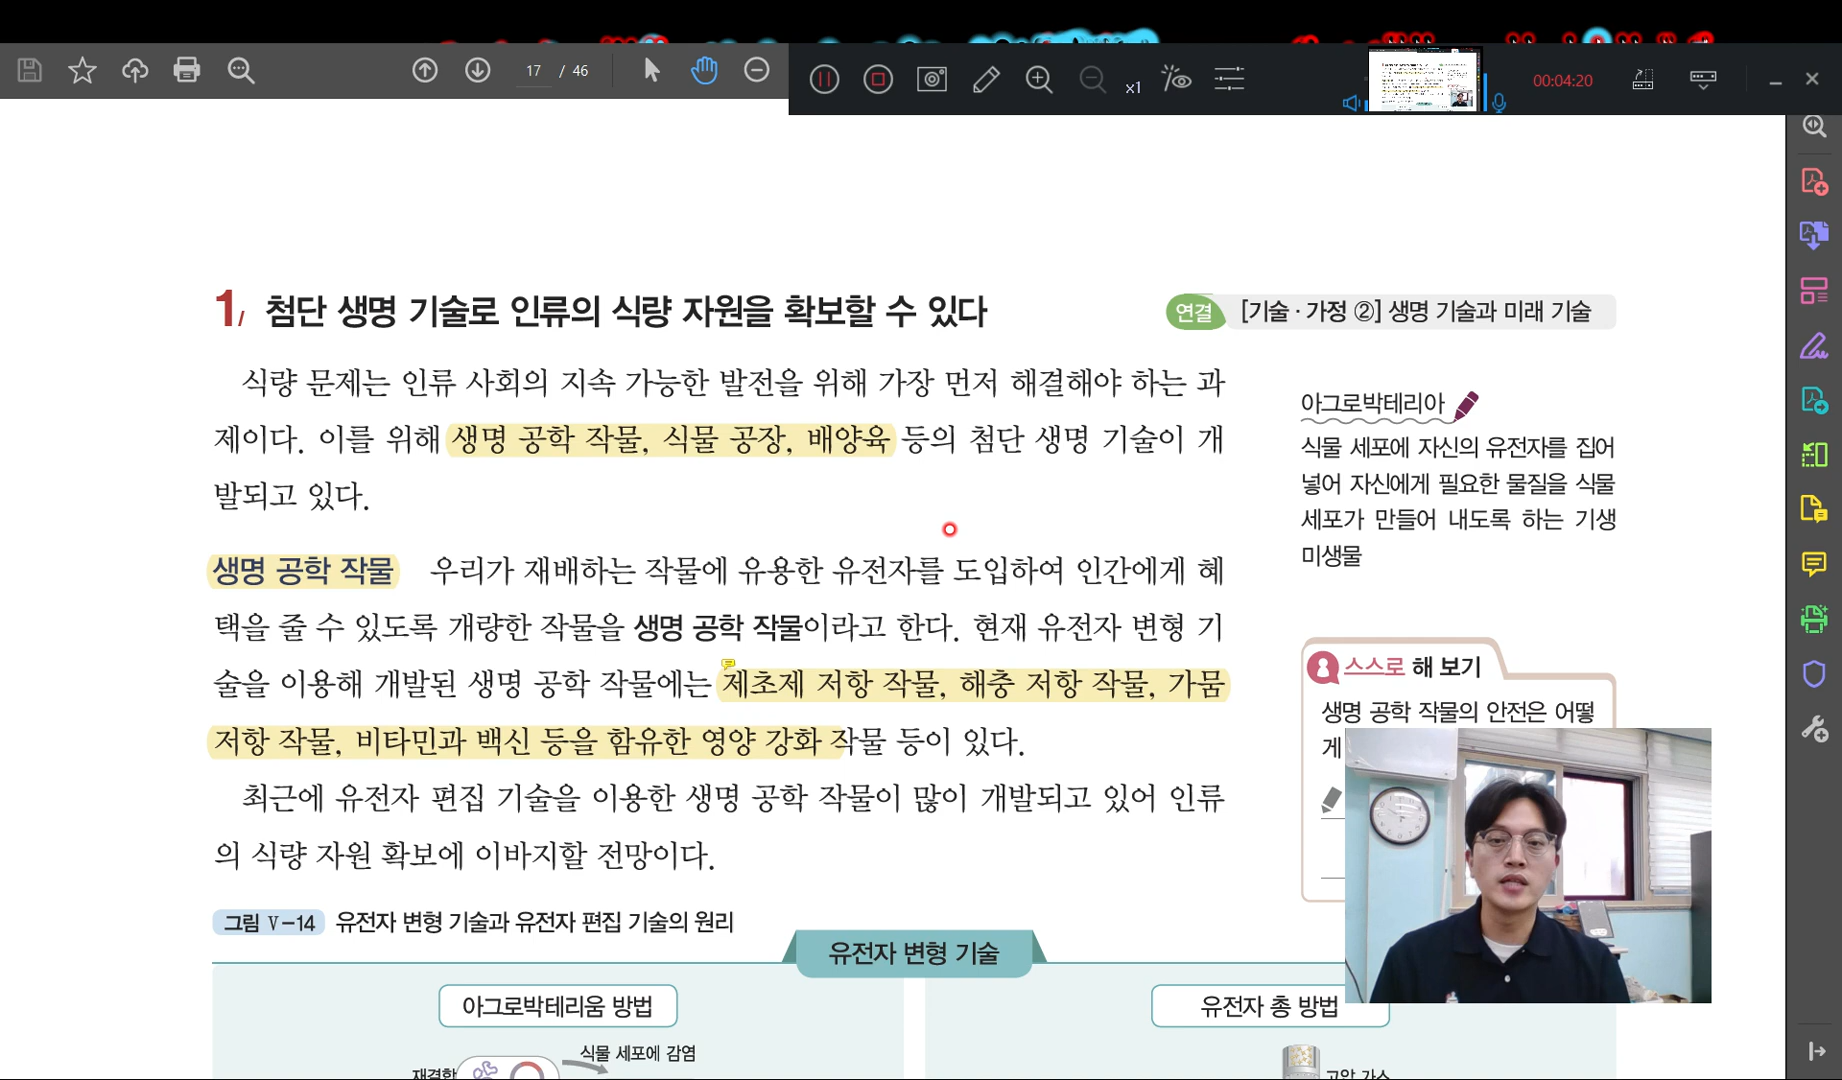 17 / 46
x1
00:04:20
1/ 첨단 생명 기술로 인류의 식량 자원을 확보할 수 있다
연결 [기술·가정 ②] 생명 기술과 미래 기술
식량 문제는 인류 사회의 지속 가능한 발전을 위해 가장 먼저 해결해야 하는 과
제이다. 이를 위해 생명 공학 작물, 식물 공장, 배양육 등의 첨단 생명 기술이 개
발되고 있다.
생명 공학 작물 우리가 재배하는 작물에 유용한 유전자를 도입하여 인간에게 혜
택을 줄 수 있도록 개량한 작물을 생명 공학 작물이라고 한다. 현재 유전자 변형 기
술을 이용해 개발된 생명 공학 작물에는 제초제 저항 작물, 해충 저항 작물, 가뭄
저항 작물, 비타민과 백신 등을 함유한 영양 강화 작물 등이 있다.
최근에 유전자 편집 기술을 이용한 생명 공학 작물이 많이 개발되고 있어 인류
의 식량 자원 확보에 이바지할 전망이다.
아그로박테리아
식물 세포에 자신의 유전자를 집어
넣어 자신에게 필요한 물질을 식물
세포가 만들어 내도록 하는 기생
미생물
스스로 해 보기
생명 공학 작물의 안전은 어떻
게
그림 Ⅴ-14 유전자 변형 기술과 유전자 편집 기술의 원리
유전자 변형 기술
아그로박테리움 방법
식물 세포에 감염
재결합
유전자 총 방법
고압 가스